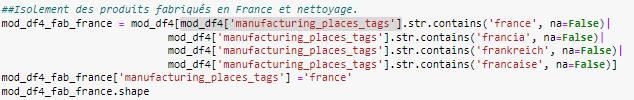 ##Isolement des produits fabriqués en France et nettoyage.
mod_df4_fab_france = mod_df4[mod_df4['manufacturing_places_tags'].str.contains('france', na=False)|
mod_df4['manufacturing_places_tags'].str.contains('francia', na=False)|
mod_df4['manufacturing_places_tags'].str.contains('frankreich', na=False)|
mod_df4['manufacturing_places_tags'].str.contains('francaise', na=False)]
mod_df4_fab_france['manufacturing_places_tags'] ='france'
mod_df4_fab_france.shape